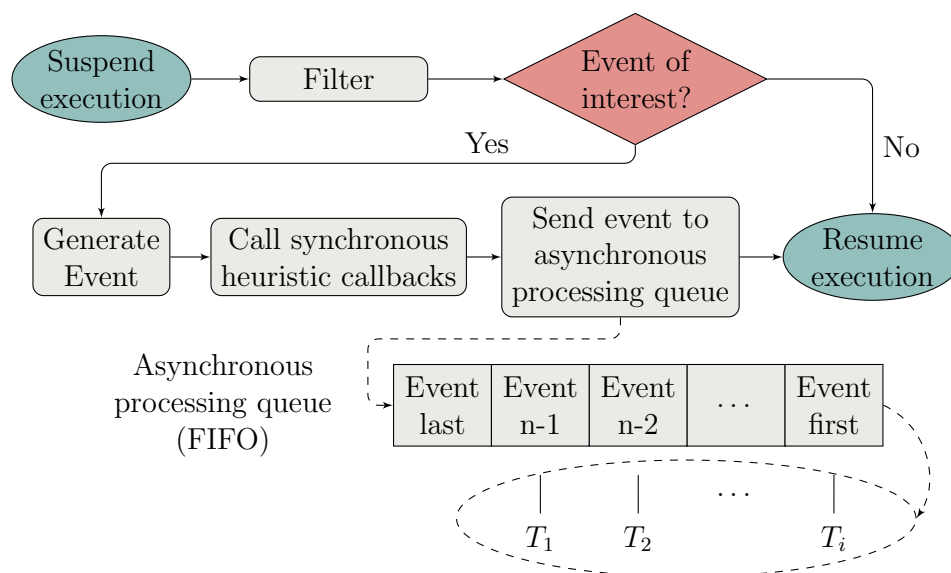 Suspend
execution
Filter
Event of
interest?
Yes
No
Generate
Event
Call synchronous
heuristic callbacks
Send event to
asynchronous
processing queue
Resume
execution
Asynchronous
processing queue
(FIFO)
Event
last
Event
n-1
Event
n-2
...
Event
first
...
T1
T2
Ti